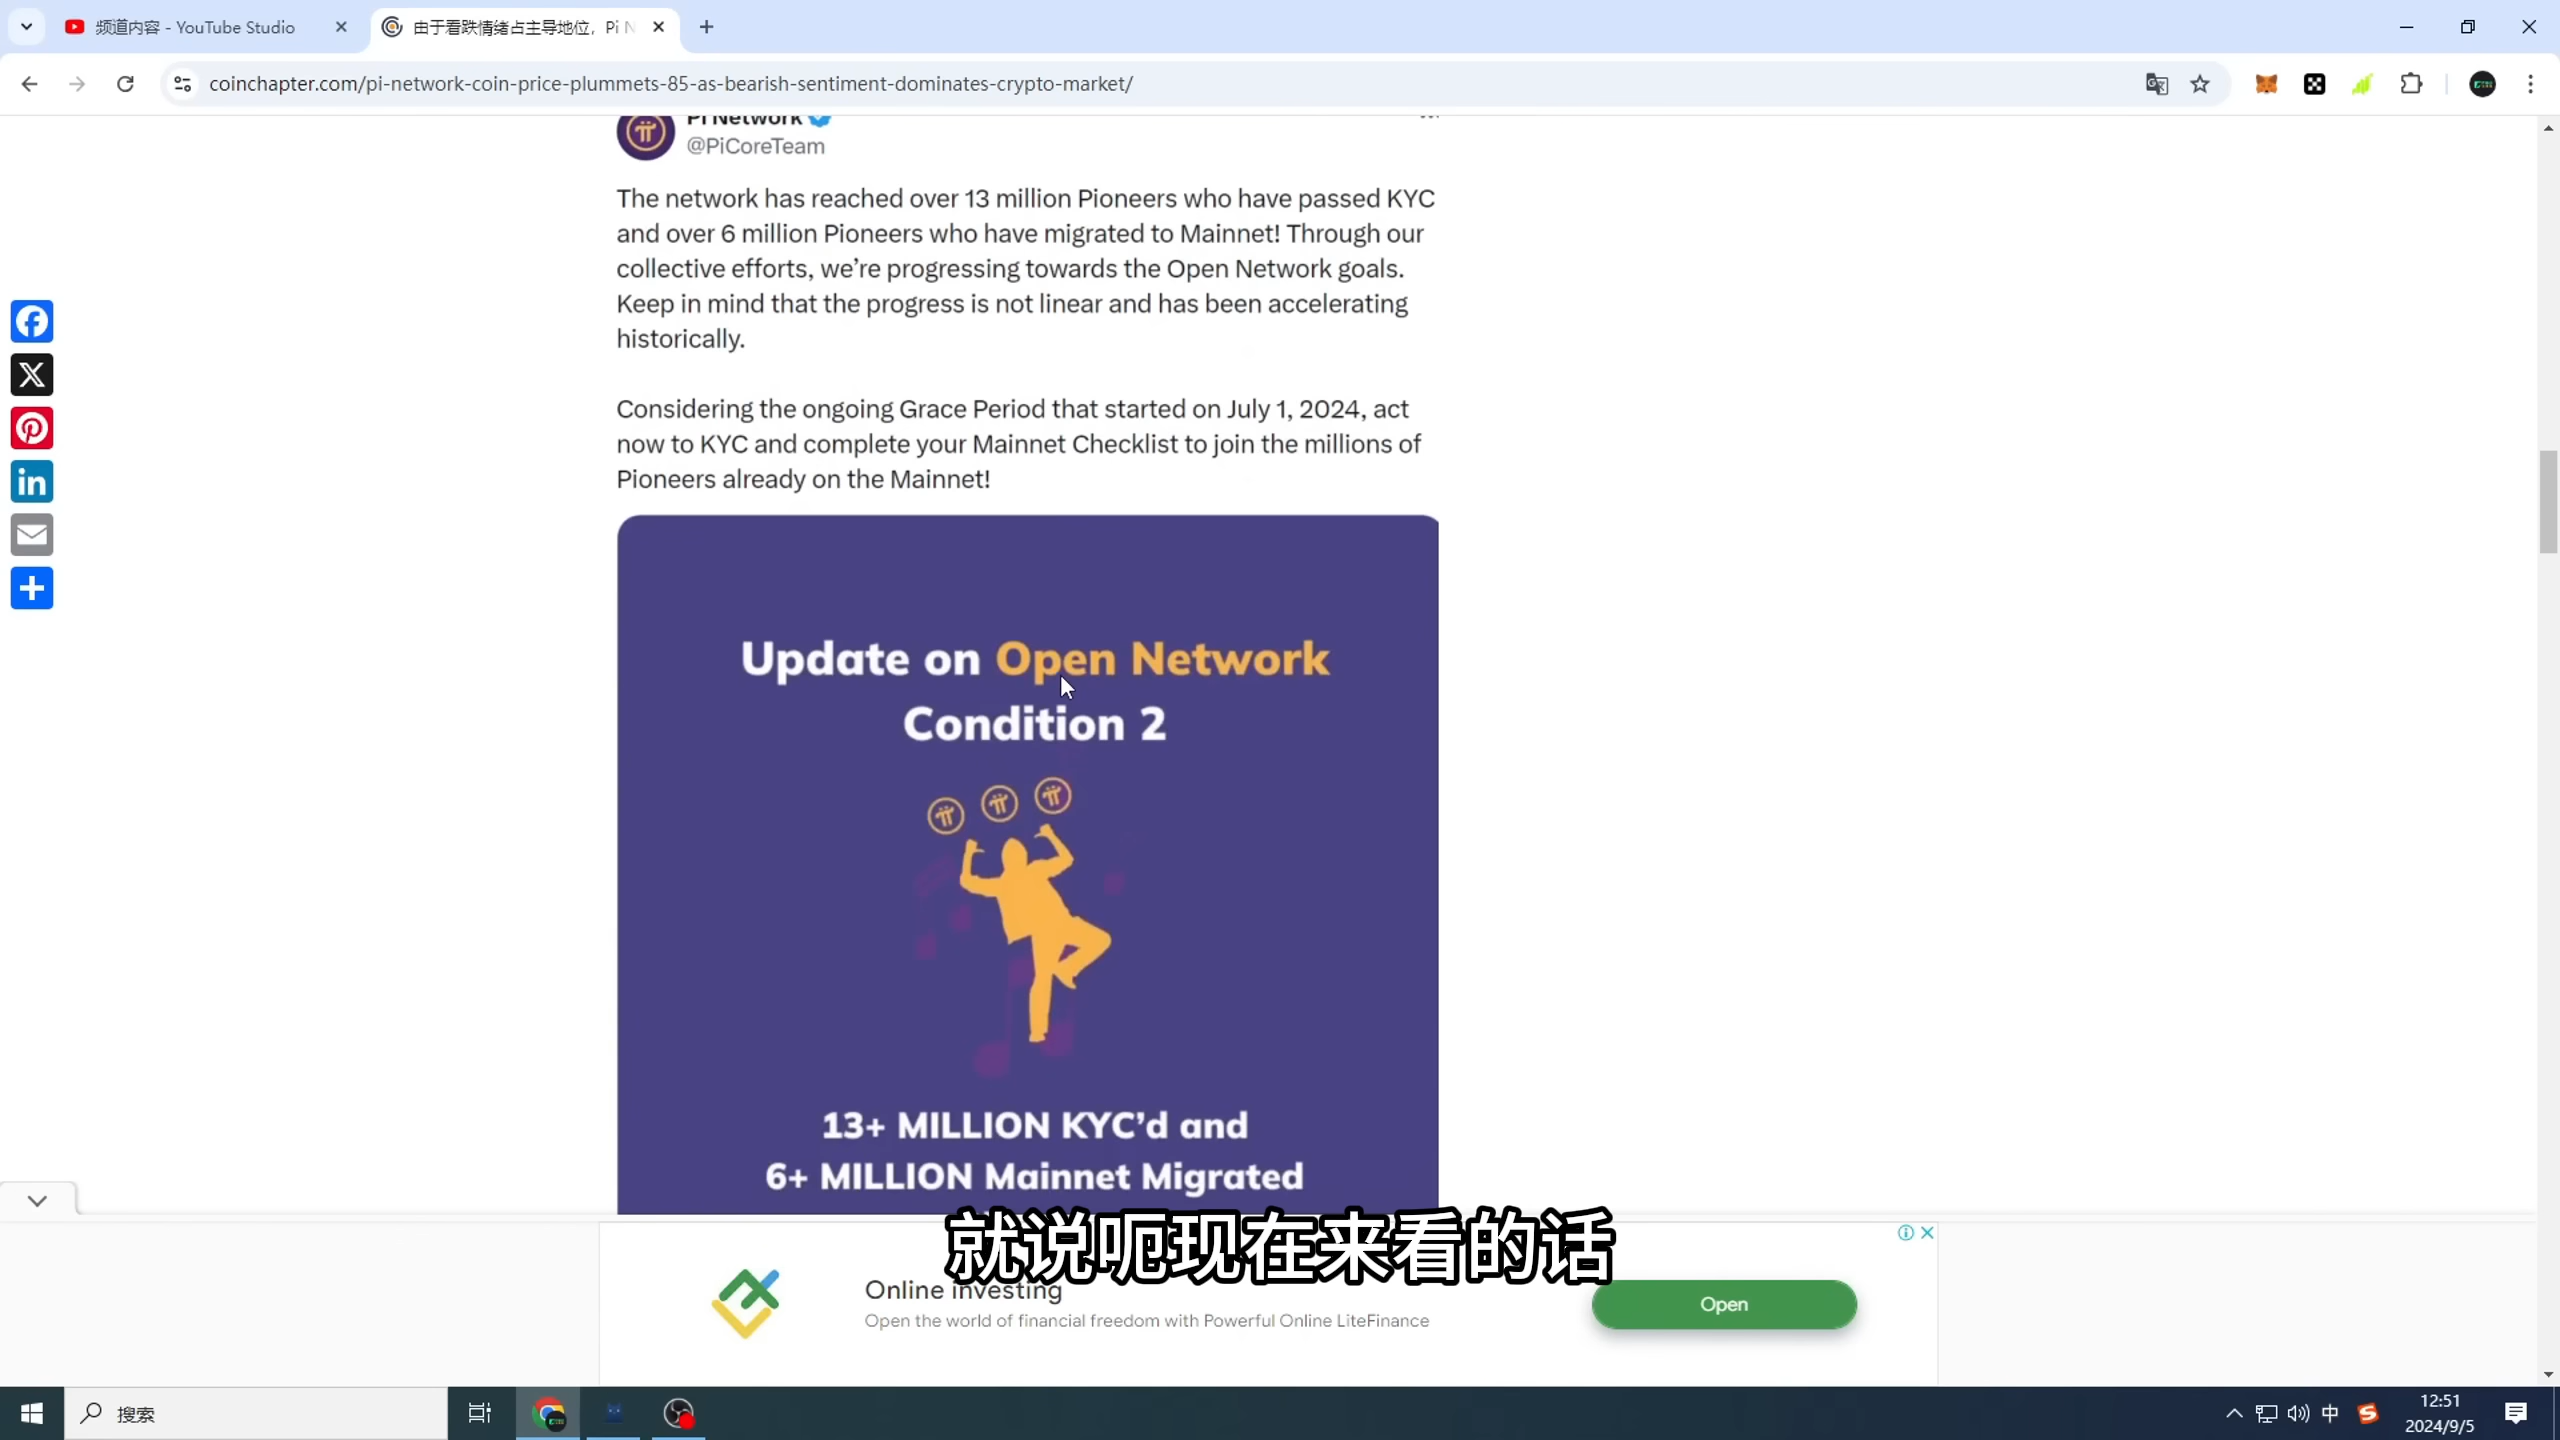 频道内容 - YouTube Studio
由于看跌情绪占主导地位，Pi N
coinchapter.com/pi-network-coin-price-plummets-85-as-bearish-sentiment-dominates-crypto-market/
Pi Network
@PiCoreTeam
The network has reached over 13 million Pioneers who have passed KYC
and over 6 million Pioneers who have migrated to Mainnet! Through our
collective efforts, we're progressing towards the Open Network goals.
Keep in mind that the progress is not linear and has been accelerating
historically.
Considering the ongoing Grace Period that started on July 1, 2024, act
now to KYC and complete your Mainnet Checklist to join the millions of
Pioneers already on the Mainnet!
Update on Open Network
Condition 2
13+ MILLION KYC'd and
6+ MILLION Mainnet Migrated
就说呃现在来看的话
Online investing
Open the world of financial freedom with Powerful Online LiteFinance
Open
搜索
中
12:51
2024/9/5